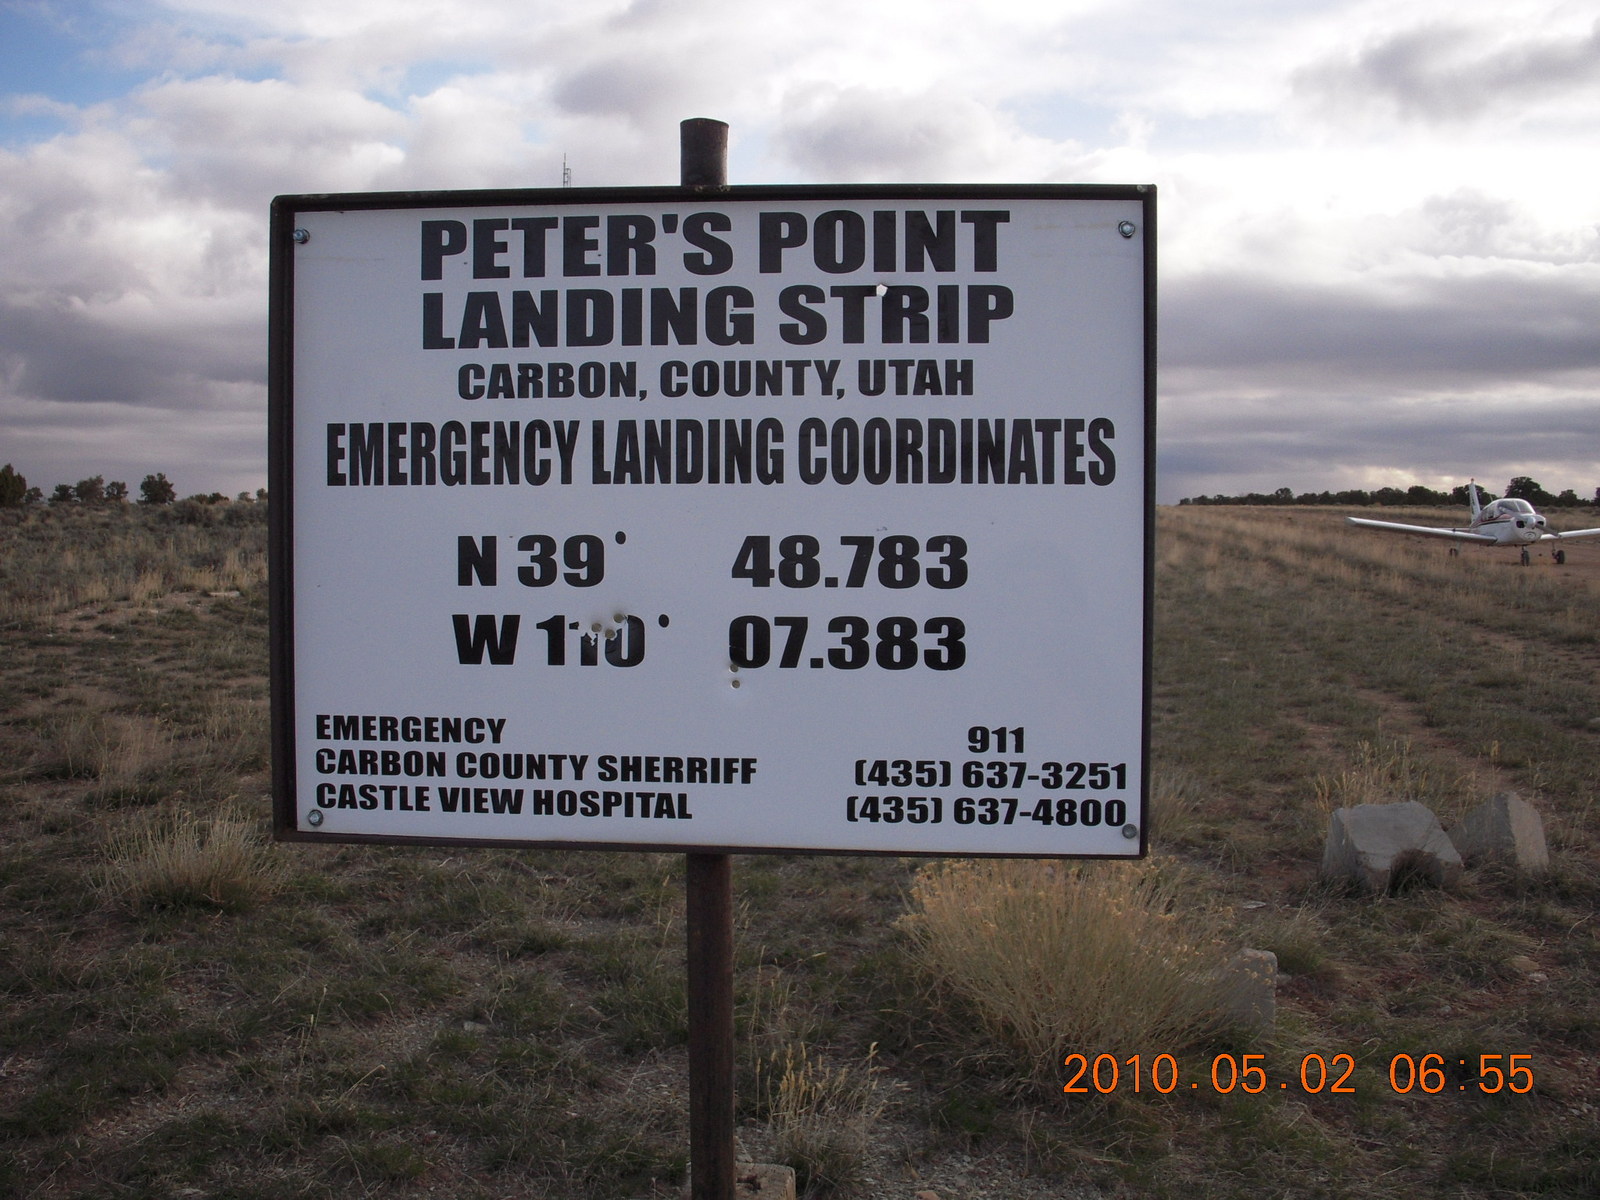 PETER'S POINT
LANDING STRIP
CARBON, COUNTY, UTAH
EMERGENCY LANDING COORDINATES
N 39° 48.783
W 110° 07.383
EMERGENCY 911
CARBON COUNTY SHERRIFF (435) 637-3251
CASTLE VIEW HOSPITAL (435) 637-4800
2010.05.02 06:55